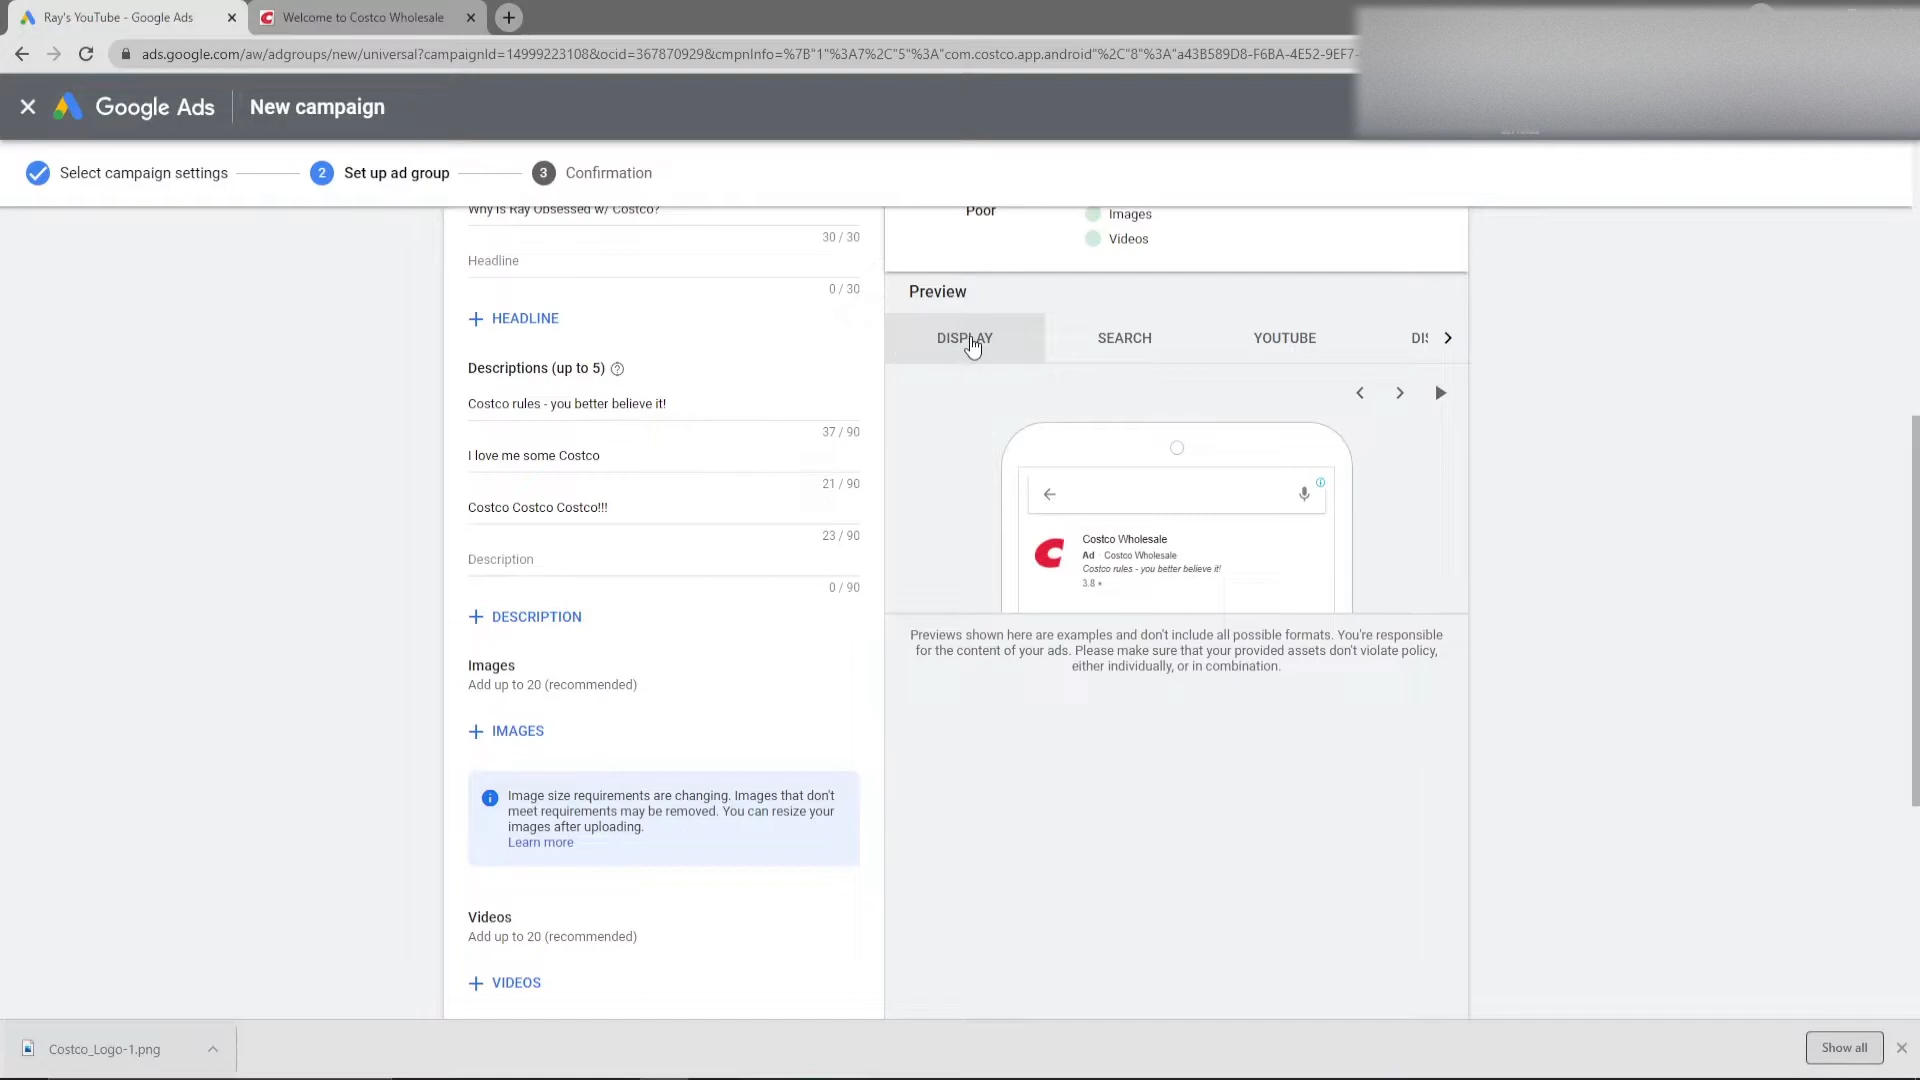 Ray's YouTube - Google Ads
Welcome to Costco Wholesale
ads.google.com/aw/adgroups/new/universal?campaignId=14999223108&ocid=367870929&cmpnInfo=%7B"1"%3A7%2C"5"%3A"com.costco.app.android"%2C"8"%3A"a43B589D8-F6BA-4E52-9EF7-
Google Ads
New campaign
Select campaign settings
2
Set up ad group
3
Confirmation
Why Is Ray Obsessed w/ Costco?
30 / 30
Headline
0 / 30
HEADLINE
Descriptions (up to 5)
Costco rules - you better believe it!
37 / 90
I love me some Costco
21 / 90
Costco Costco Costco!!!
23 / 90
Description
0 / 90
DESCRIPTION
Images
Add up to 20 (recommended)
IMAGES
Image size requirements are changing. Images that don't
meet requirements may be removed. You can resize your
images after uploading.
Learn more
Videos
Add up to 20 (recommended)
VIDEOS
Poor
Images
Videos
Preview
DISPLAY
SEARCH
YOUTUBE
DIS
Costco Wholesale
Ad · Costco Wholesale
Costco rules - you better believe it!
3.8
Previews shown here are examples and don't include all possible formats. You're responsible
for the content of your ads. Please make sure that your provided assets don't violate policy,
either individually, or in combination.
Costco_Logo-1.png
Show all